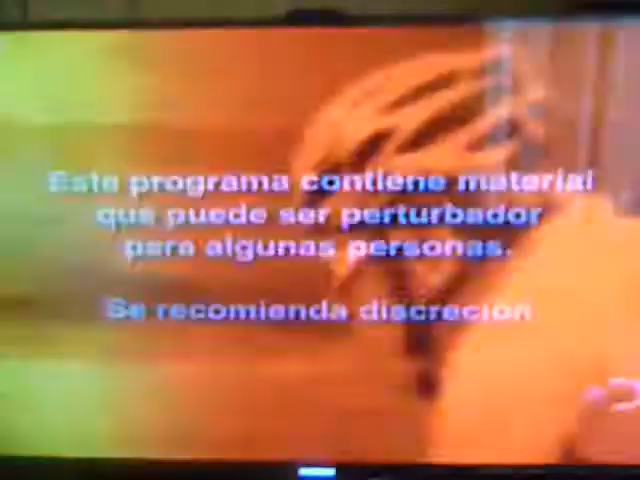 Este programa contiene material
que puede ser perturbador
para algunas personas.
Se recomienda discreción